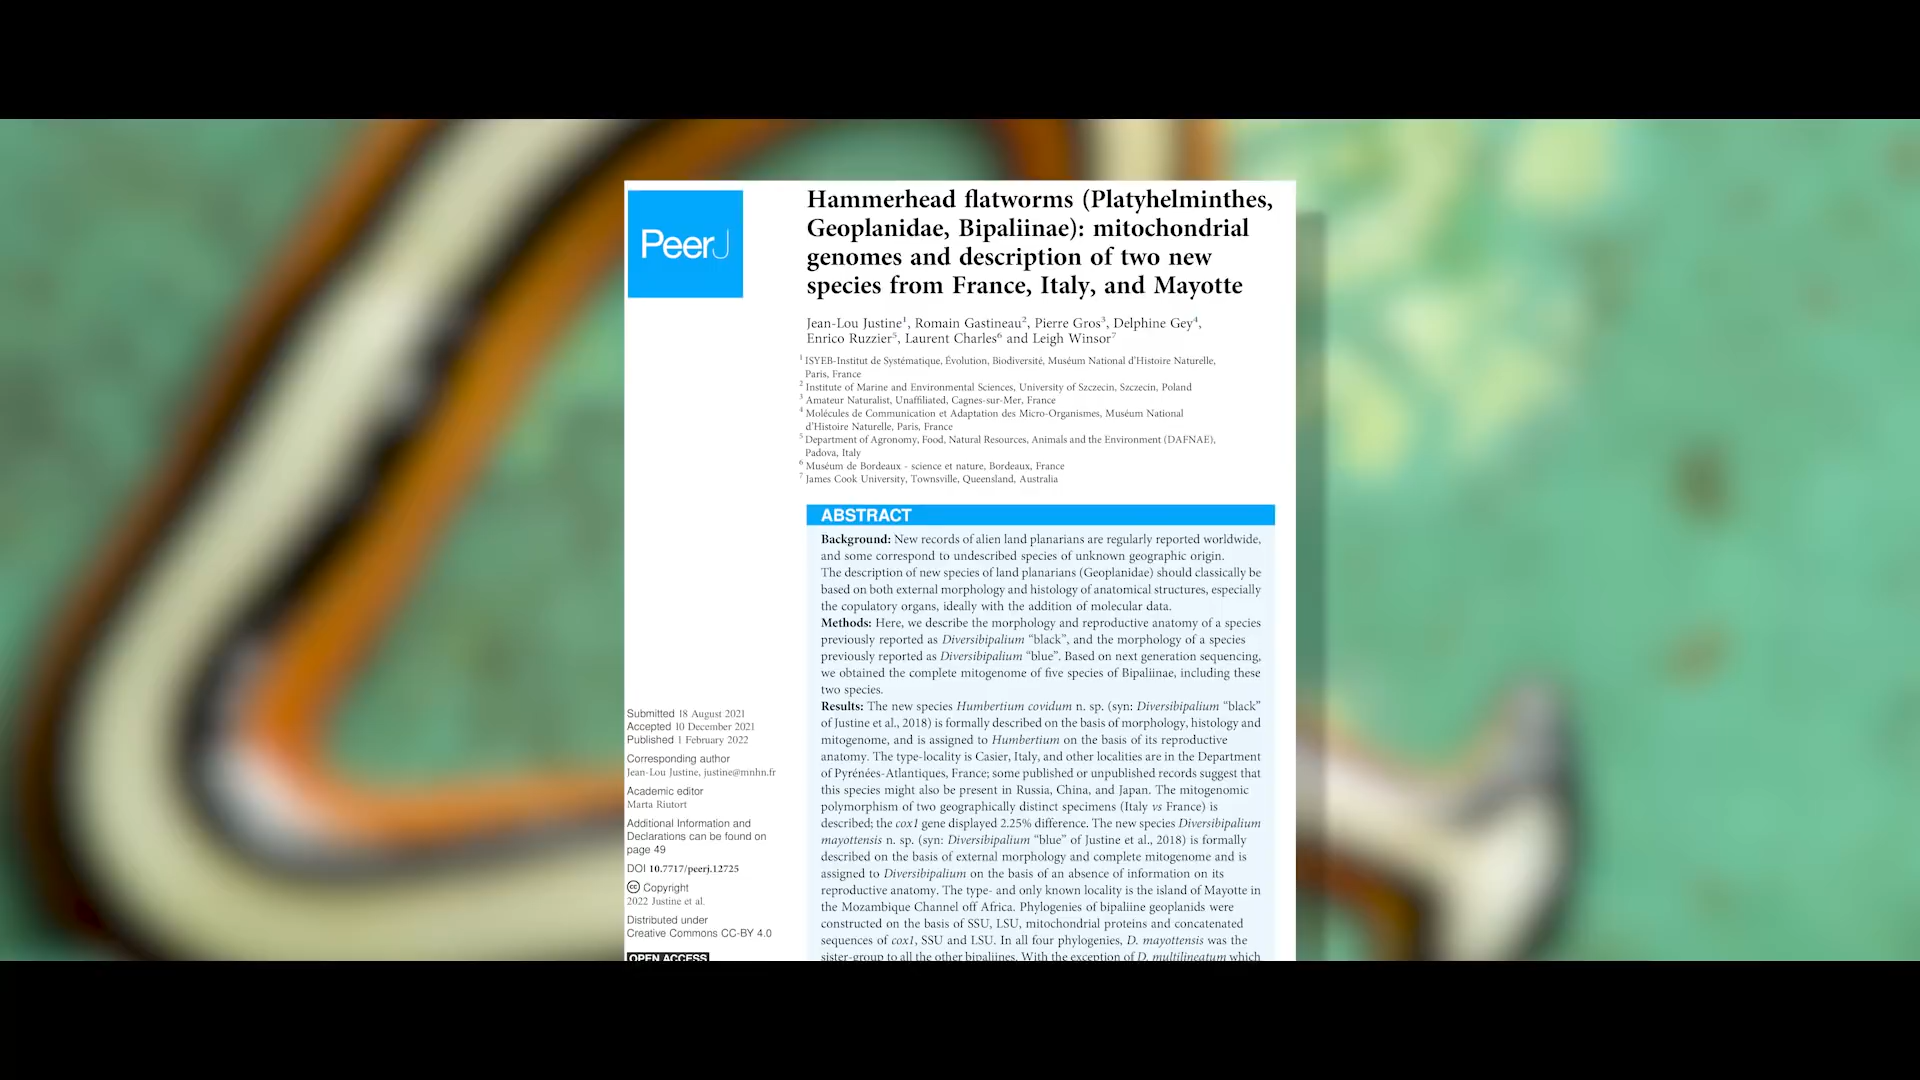 PeerJ
Hammerhead flatworms (Platyhelminthes,
Geoplanidae, Bipaliinae): mitochondrial
genomes and description of two new
species from France, Italy, and Mayotte
Jean-Lou Justine1, Romain Gastineau2, Pierre Gros3, Delphine Gey4,
Enrico Ruzzier5, Laurent Charles6 and Leigh Winsor7
1 ISYEB-Institut de Systématique, Évolution, Biodiversité, Muséum National d'Histoire Naturelle,
Paris, France
2 Institute of Marine and Environmental Sciences, University of Szczecin, Szczecin, Poland
3 Amateur Naturalist, Unaffiliated, Cagnes-sur-Mer, France
4 Molécules de Communication et Adaptation des Micro-Organismes, Muséum National
d'Histoire Naturelle, Paris, France
5 Department of Agronomy, Food, Natural Resources, Animals and the Environment (DAFNAE),
Padova, Italy
6 Muséum de Bordeaux - science et nature, Bordeaux, France
7 James Cook University, Townsville, Queensland, Australia
ABSTRACT
Background: New records of alien land planarians are regularly reported worldwide,
and some correspond to undescribed species of unknown geographic origin.
The description of new species of land planarians (Geoplanidae) should classically be
based on both external morphology and histology of anatomical structures, especially
the copulatory organs, ideally with the addition of molecular data.
Methods: Here, we describe the morphology and reproductive anatomy of a species
previously reported as Diversibipalium “black”, and the morphology of a species
previously reported as Diversibipalium “blue”. Based on next generation sequencing,
we obtained the complete mitogenome of five species of Bipaliinae, including these
two species.
Results: The new species Humbertium covidum n. sp. (syn: Diversibipalium “black”
of Justine et al., 2018) is formally described on the basis of morphology, histology and
mitogenome, and is assigned to Humbertium on the basis of its reproductive
anatomy. The type-locality is Casier, Italy, and other localities are in the Department
of Pyrénées-Atlantiques, France; some published or unpublished records suggest that
this species might also be present in Russia, China, and Japan. The mitogenomic
polymorphism of two geographically distinct specimens (Italy vs France) is
described; the cox1 gene displayed 2.25% difference. The new species Diversibipalium
mayottensis n. sp. (syn: Diversibipalium “blue” of Justine et al., 2018) is formally
described on the basis of external morphology and complete mitogenome and is
assigned to Diversibipalium on the basis of an absence of information on its
reproductive anatomy. The type- and only known locality is the island of Mayotte in
the Mozambique Channel off Africa. Phylogenies of bipaliine geoplanids were
constructed on the basis of SSU, LSU, mitochondrial proteins and concatenated
sequences of cox1, SSU and LSU. In all four phylogenies, D. mayottensis was the
sister-group to all the other bipaliines. With the exception of D. multilineatum which
Submitted 18 August 2021
Accepted 10 December 2021
Published 1 February 2022
Corresponding author
Jean-Lou Justine, justine@mnhn.fr
Academic editor
Marta Riutort
Additional Information and
Declarations can be found on
page 49
DOI 10.7717/peerj.12725
cc Copyright
2022 Justine et al.
Distributed under
Creative Commons CC-BY 4.0
OPEN ACCESS